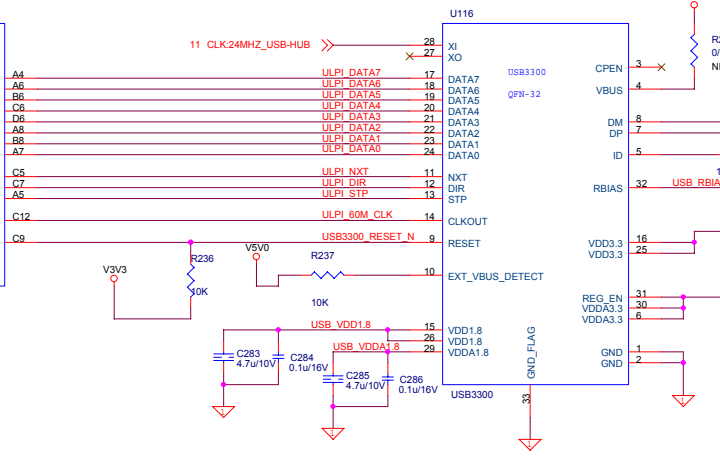 U116
11 CLK:24MHZ_USB-HUB
28 XI
27 XO
USB3300
QFN-32
CPEN 3
VBUS 4
0/
A4 ULPI_DATA7 17 DATA7
A6 ULPI_DATA6 18 DATA6
B6 ULPI_DATA5 19 DATA5
C6 ULPI_DATA4 20 DATA4
D6 ULPI_DATA3 21 DATA3
A8 ULPI_DATA2 22 DATA2
B8 ULPI_DATA1 23 DATA1
A7 ULPI_DATA0 24 DATA0
DM 8
DP 7
ID 5
C5 ULPI_NXT 11 NXT
C7 ULPI_DIR 12 DIR
A5 ULPI_STP 13 STP
RBIAS 32 USB_RBIA
C12 ULPI_60M_CLK 14 CLKOUT
C9 USB3300_RESET_N 9 RESET
VDD3.3 16
VDD3.3 25
V5V0
R236
10K
V3V3
R237
10K
10 EXT_VBUS_DETECT
REG_EN 31
VDDA3.3 30
VDDA3.3 6
USB_VDD1.8 15 VDD1.8
26 VDD1.8
USB_VDDA1.8 29 VDDA1.8
GND 1
GND 2
GND_FLAG
33
C283
4.7u/10V
C284
0.1u/16V
C285
4.7u/10V
C286
0.1u/16V
USB3300
1
1
1
1